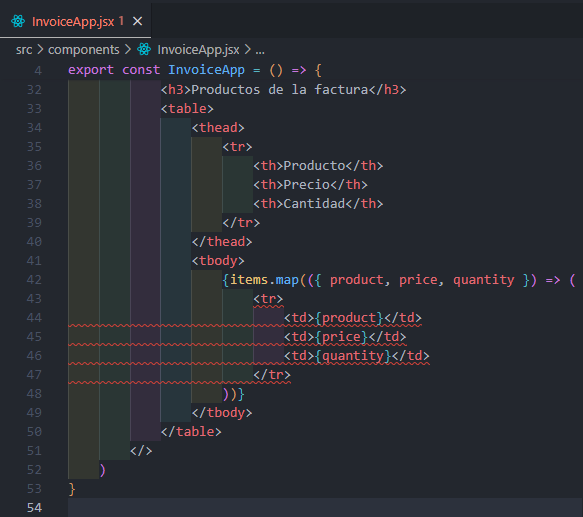 InvoiceApp.jsx 1 ×
src > components > InvoiceApp.jsx > ...
4 export const InvoiceApp = () => {
32 <h3>Productos de la factura</h3>
33 <table>
34 <thead>
35 <tr>
36 <th>Producto</th>
37 <th>Precio</th>
38 <th>Cantidad</th>
39 </tr>
40 </thead>
41 <tbody>
42 {items.map(({ product, price, quantity }) => (
43 <tr>
44 <td>{product}</td>
45 <td>{price}</td>
46 <td>{quantity}</td>
47 </tr>
48 ))}
49 </tbody>
50 </table>
51 </>
52 )
53 }
54